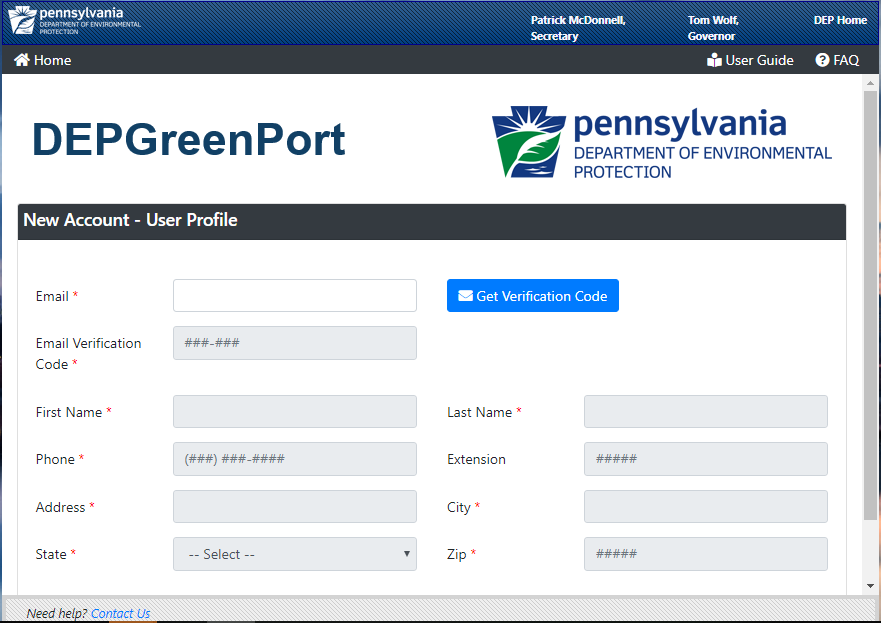 pennsylvania
DEPARTMENT OF ENVIRONMENTAL
PROTECTION
Patrick McDonnell,
Secretary
Tom Wolf,
Governor
DEP Home
Home
User Guide
FAQ
DEPGreenPort
pennsylvania
DEPARTMENT OF ENVIRONMENTAL
PROTECTION
New Account - User Profile
Email *
Get Verification Code
Email Verification
Code *
###-###
First Name *
Last Name *
Phone *
(###) ###-####
Extension
#####
Address *
City *
State *
-- Select --
Zip *
#####
Need help? Contact Us